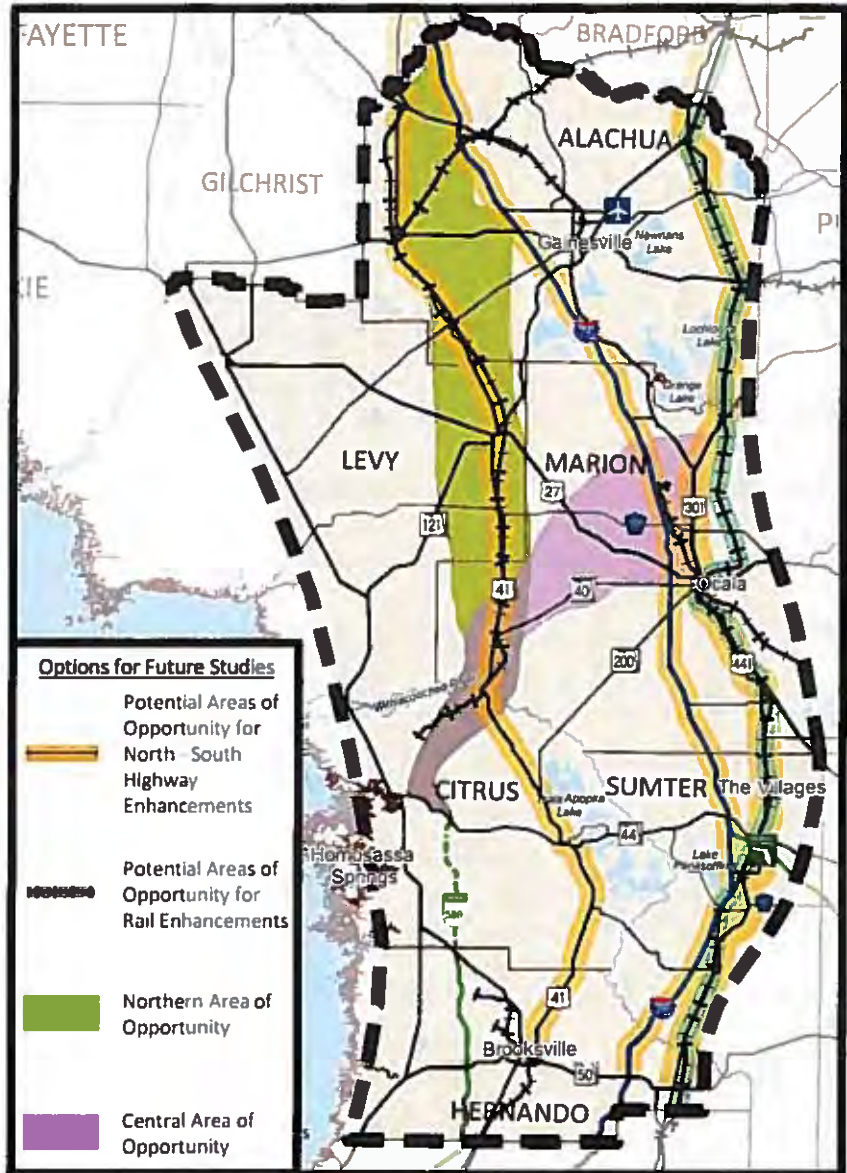 FAYETTE
BRADFORD
ALACHUA
GILCHRIST
Gainesville
Newnans
Lake
Lake
Orange
Lake
LEVY
MARION
27
301
121
41
40
Ocala
200
441
CITRUS
SUMTER
The Villages
Lake
44
Lake
Homosassa
Springs
41
Brooksville
50
HERNANDO
Options for Future Studies
Potential Areas of
Opportunity for
North South
Highway
Enhancements
Potential Areas of
Opportunity for
Rail Enhancements
Northern Area of
Opportunity
Central Area of
Opportunity